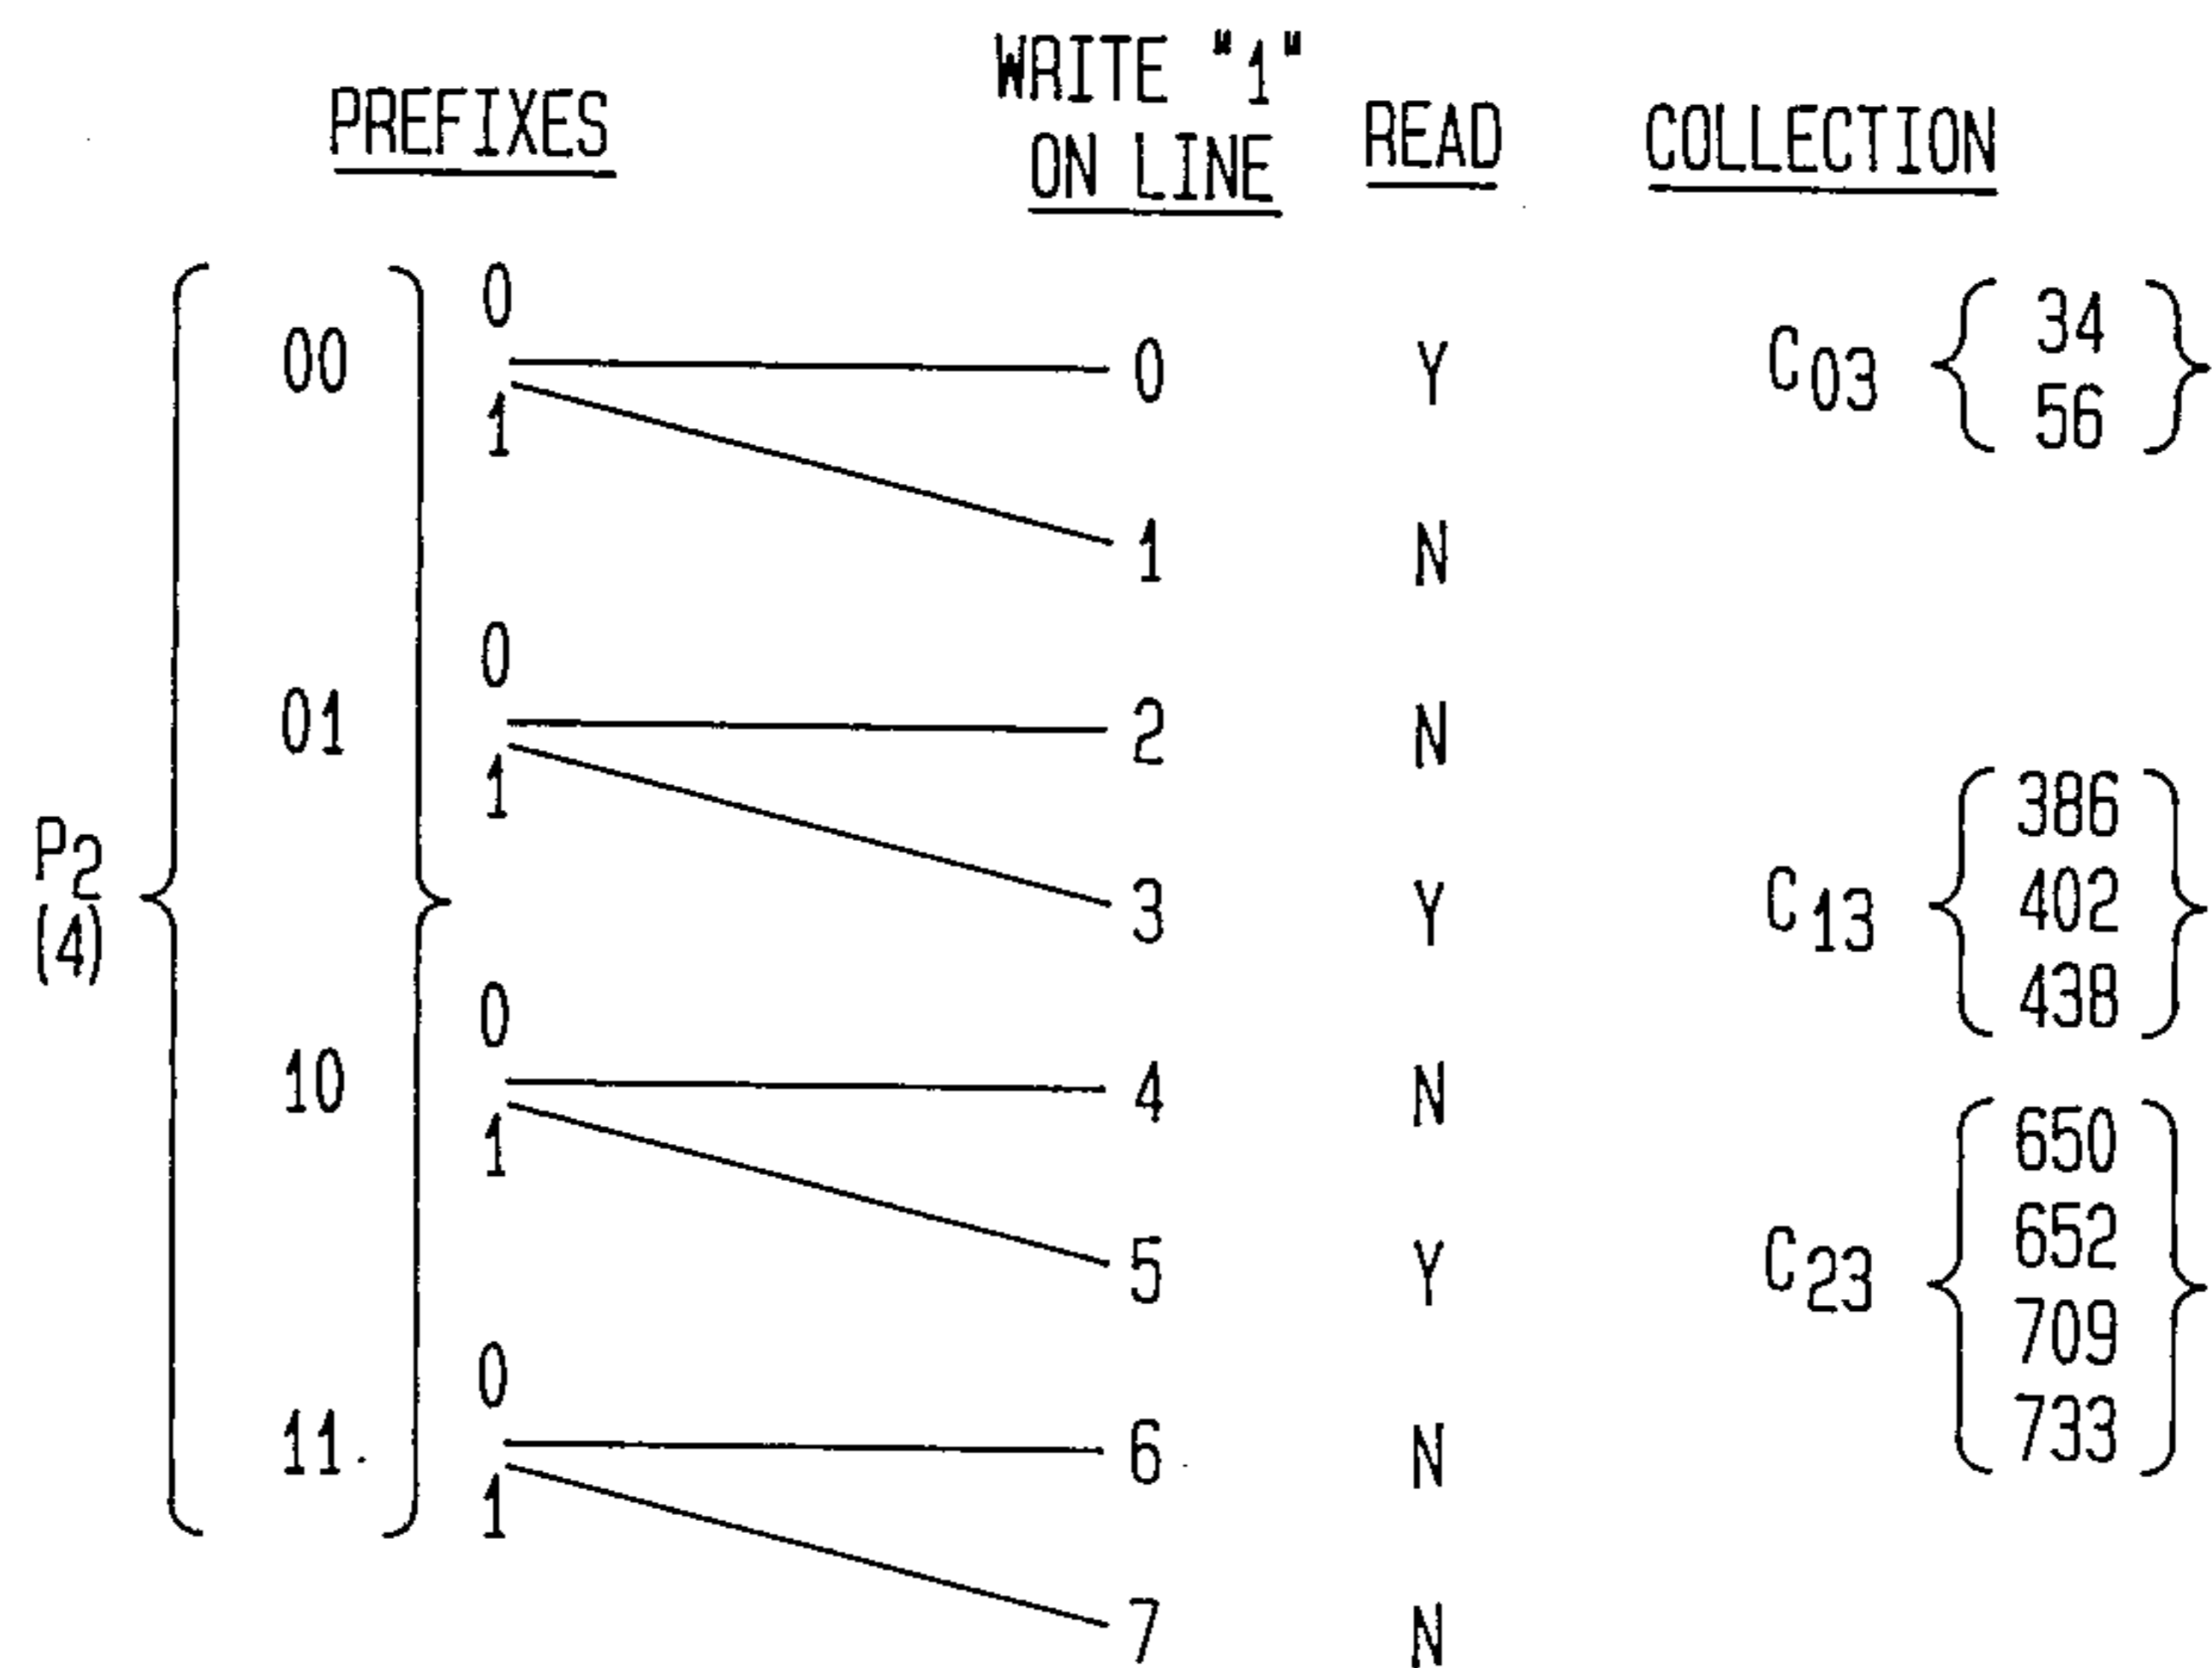 PREFIXES WRITE "1" ON LINE READ COLLECTION
P2 (4)
00 0 0 Y C03 34 56
1 1 N
01 0 2 N
1 3 Y C13 386 402 438
10 0 4 N
1 5 Y C23 650 652 709 733
11 0 6 N
1 7 N